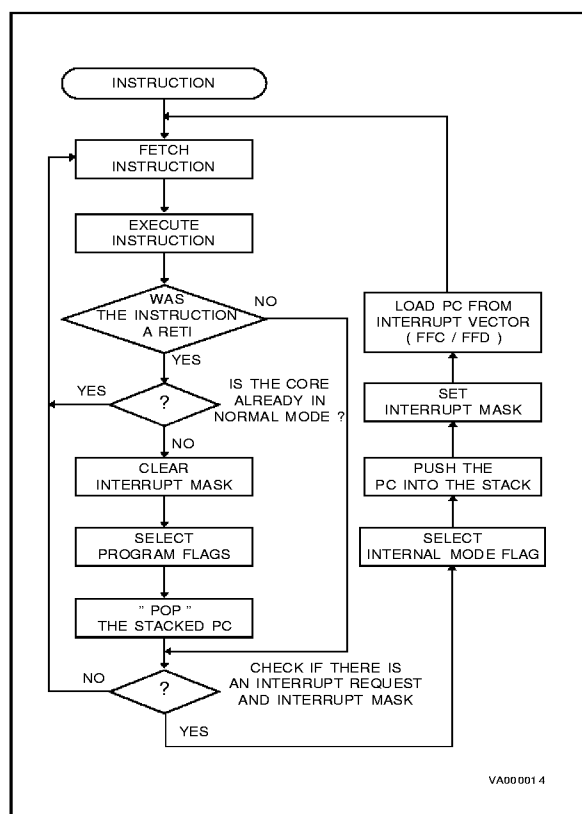 INSTRUCTION
FETCH
INSTRUCTION
EXECUTE
INSTRUCTION
WAS
THE INSTRUCTION
A RETI
NO
YES
?
YES
IS THE CORE
ALREADY IN
NORMAL MODE ?
NO
CLEAR
INTERRUPT MASK
SELECT
PROGRAM FLAGS
" POP "
THE STACKED PC
?
NO
CHECK IF THERE IS
AN INTERRUPT REQUEST
AND INTERRUPT MASK
YES
LOAD PC FROM
INTERRUPT VECTOR
( FFC / FFD )
SET
INTERRUPT MASK
PUSH THE
PC INTO THE STACK
SELECT
INTERNAL MODE FLAG
VA000014